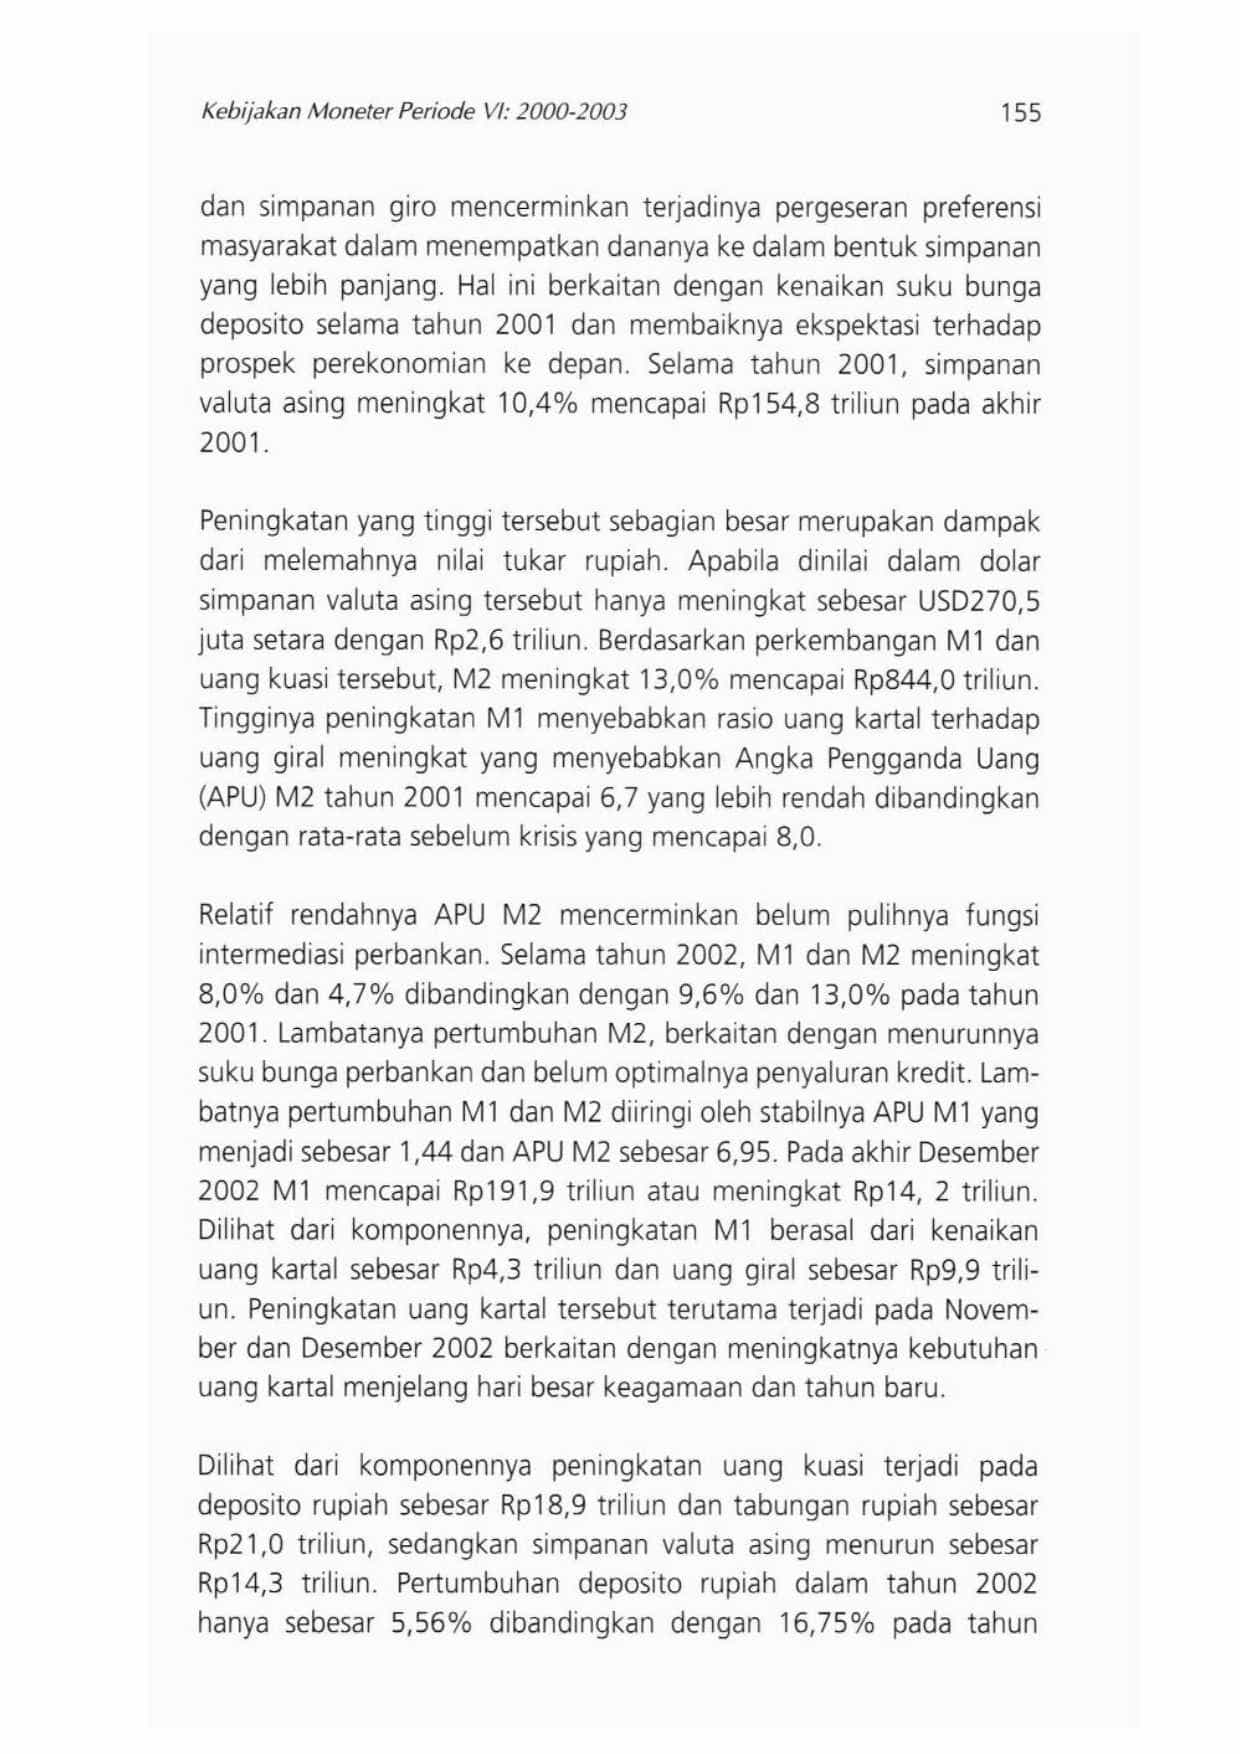 Kebijakan Moneter Periode VI: 2000-2003 155
dan simpanan giro mencerminkan terjadinya pergeseran preferensi
masyarakat dalam menempatkan dananya ke dalam bentuk simpanan
yang lebih panjang. Hal ini berkaitan dengan kenaikan suku bunga
deposito selama tahun 2001 dan membaiknya ekspektasi terhadap
prospek perekonomian ke depan. Selama tahun 2001, simpanan
valuta asing meningkat 10,4% mencapai Rp154,8 triliun pada akhir
2001.
Peningkatan yang tinggi tersebut sebagian besar merupakan dampak
dari melemahnya nilai tukar rupiah. Apabila dinilai dalam dolar
simpanan valuta asing tersebut hanya meningkat sebesar USD270,5
juta setara dengan Rp2,6 triliun. Berdasarkan perkembangan M1 dan
uang kuasi tersebut, M2 meningkat 13,0% mencapai Rp844,0 triliun.
Tingginya peningkatan M1 menyebabkan rasio uang kartal terhadap
uang giral meningkat yang menyebabkan Angka Pengganda Uang
(APU) M2 tahun 2001 mencapai 6,7 yang lebih rendah dibandingkan
dengan rata-rata sebelum krisis yang mencapai 8,0.
Relatif rendahnya APU M2 mencerminkan belum pulihnya fungsi
intermediasi perbankan. Selama tahun 2002, M1 dan M2 meningkat
8,0% dan 4,7% dibandingkan dengan 9,6% dan 13,0% pada tahun
2001. Lambatanya pertumbuhan M2, berkaitan dengan menurunnya
suku bunga perbankan dan belum optimalnya penyaluran kredit. Lam-
batnya pertumbuhan M1 dan M2 diiringi oleh stabilnya APU M1 yang
menjadi sebesar 1,44 dan APU M2 sebesar 6,95. Pada akhir Desember
2002 M1 mencapai Rp191,9 triliun atau meningkat Rp14, 2 triliun.
Dilihat dari komponennya, peningkatan M1 berasal dari kenaikan
uang kartal sebesar Rp4,3 triliun dan uang giral sebesar Rp9,9 trili-
un. Peningkatan uang kartal tersebut terutama terjadi pada Novem-
ber dan Desember 2002 berkaitan dengan meningkatnya kebutuhan
uang kartal menjelang hari besar keagamaan dan tahun baru.
Dilihat dari komponennya peningkatan uang kuasi terjadi pada
deposito rupiah sebesar Rp18,9 triliun dan tabungan rupiah sebesar
Rp21,0 triliun, sedangkan simpanan valuta asing menurun sebesar
Rp14,3 triliun. Pertumbuhan deposito rupiah dalam tahun 2002
hanya sebesar 5,56% dibandingkan dengan 16,75% pada tahun